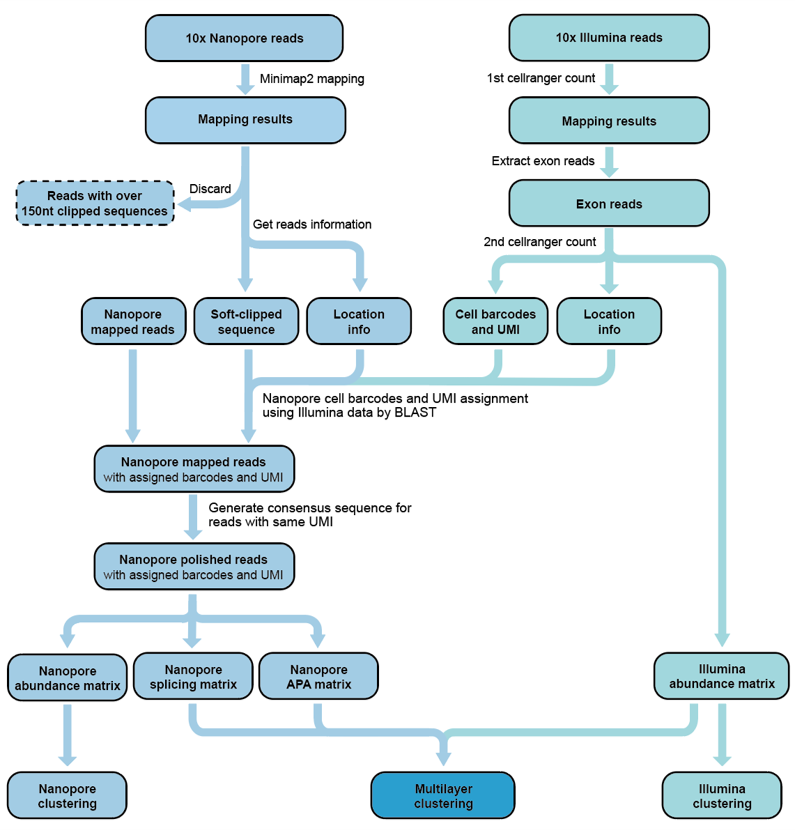 10x Nanopore reads
10x Illumina reads
Minimap2 mapping
1st cellranger count
Mapping results
Mapping results
Extract exon reads
Discard
Reads with over
150nt clipped sequences
Exon reads
Get reads information
2nd cellranger count
Nanopore
mapped reads
Soft-clipped
sequence
Location
info
Cell barcodes
and UMI
Location
info
Nanopore cell barcodes and UMI assignment
using Illumina data by BLAST
Nanopore mapped reads
with assigned barcodes and UMI
Generate consensus sequence for
reads with same UMI
Nanopore polished reads
with assigned barcodes and UMI
Nanopore
abundance matrix
Nanopore
splicing matrix
Nanopore
APA matrix
Illumina
abundance matrix
Nanopore
clustering
Multilayer
clustering
Illumina
clustering